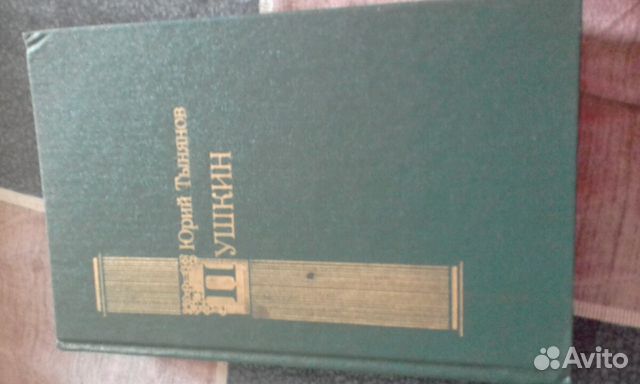 Юрий Тынянов
Пушкин
Avito